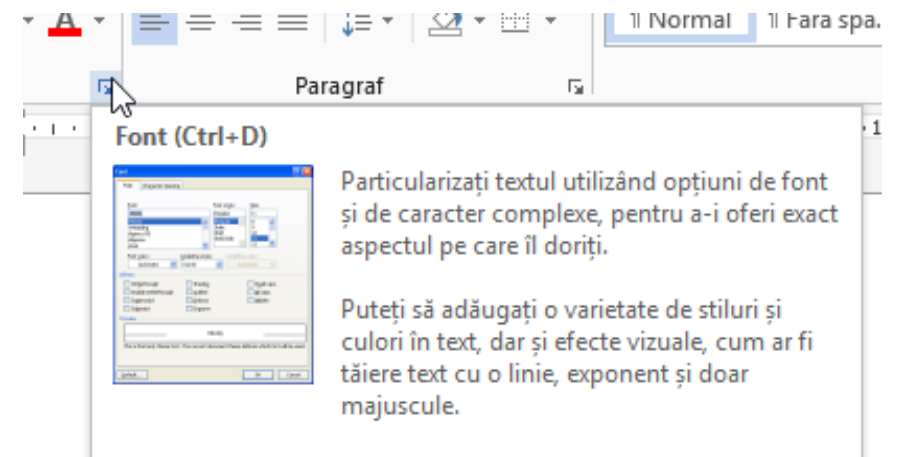 A
¶ Normal ¶ Fara spa.
Paragraf
1
Font (Ctrl+D)
Particularizați textul utilizând opțiuni de font
și de caracter complexe, pentru a-i oferi exact
aspectul pe care îl doriți.
Puteți să adăugați o varietate de stiluri și
culori în text, dar și efecte vizuale, cum ar fi
tăiere text cu o linie, exponent și doar
majuscule.